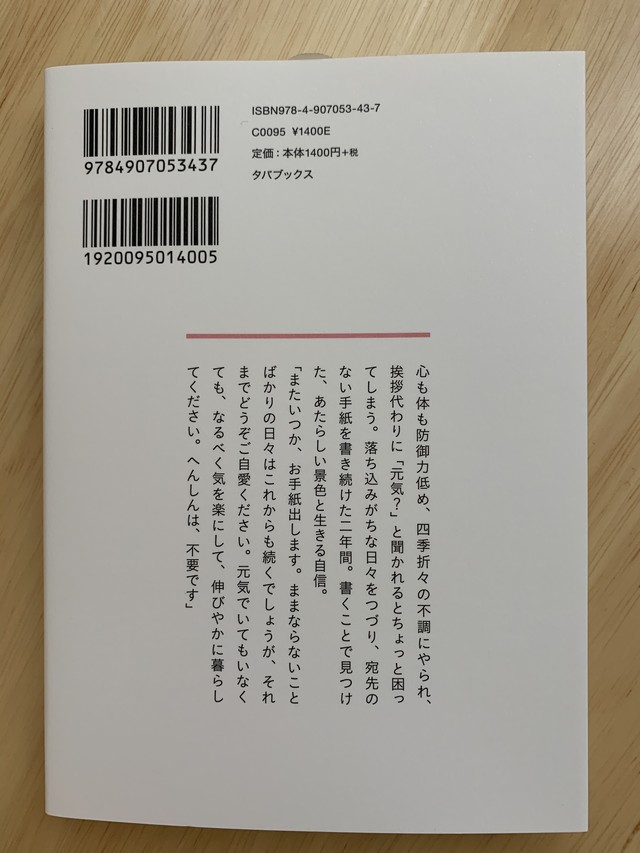 ISBN978-4-907053-43-7
C0095 ¥1400E
定価：本体1400円+税
タバブックス
9784907053437
1920095014005
心も体も防御力低め、四季折々の不調にやられ、
挨拶代わりに「元気？」と聞かれるとちょっと困っ
てしまう。落ち込みがちな日々をつづり、宛先の
ない手紙を書き続けた二年間。書くことで見つけ
た、あたらしい景色と生きる自信。
「またいつか、お手紙出します。ままならないこと
ばかりの日々はこれからも続くでしょうが、それ
までどうぞご自愛ください。元気でいてもいなく
ても、なるべく気を楽にして、伸びやかに暮らし
てください。へんしんは、不要です」